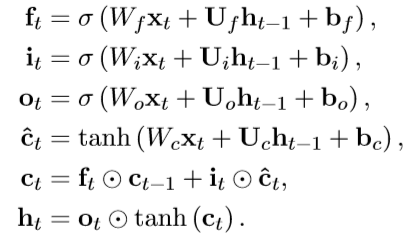 f_t = σ (W_f x_t + U_f h_{t−1} + b_f) ,
i_t = σ (W_i x_t + U_i h_{t−1} + b_i) ,
o_t = σ (W_o x_t + U_o h_{t−1} + b_o) ,
ĉ_t = tanh (W_c x_t + U_c h_{t−1} + b_c) ,
c_t = f_t ⊙ c_{t−1} + i_t ⊙ ĉ_t,
h_t = o_t ⊙ tanh (c_t) .